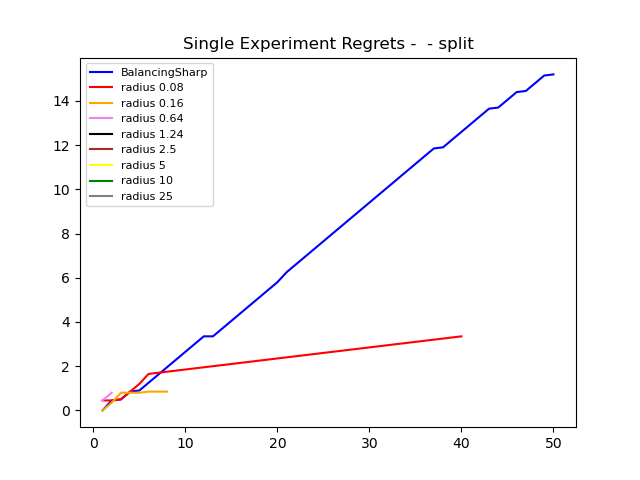 Single Experiment Regrets -  - split
BalancingSharp
radius 0.08
radius 0.16
radius 0.64
radius 1.24
radius 2.5
radius 5
radius 10
radius 25
14
12
10
8
6
4
2
0
0 10 20 30 40 50